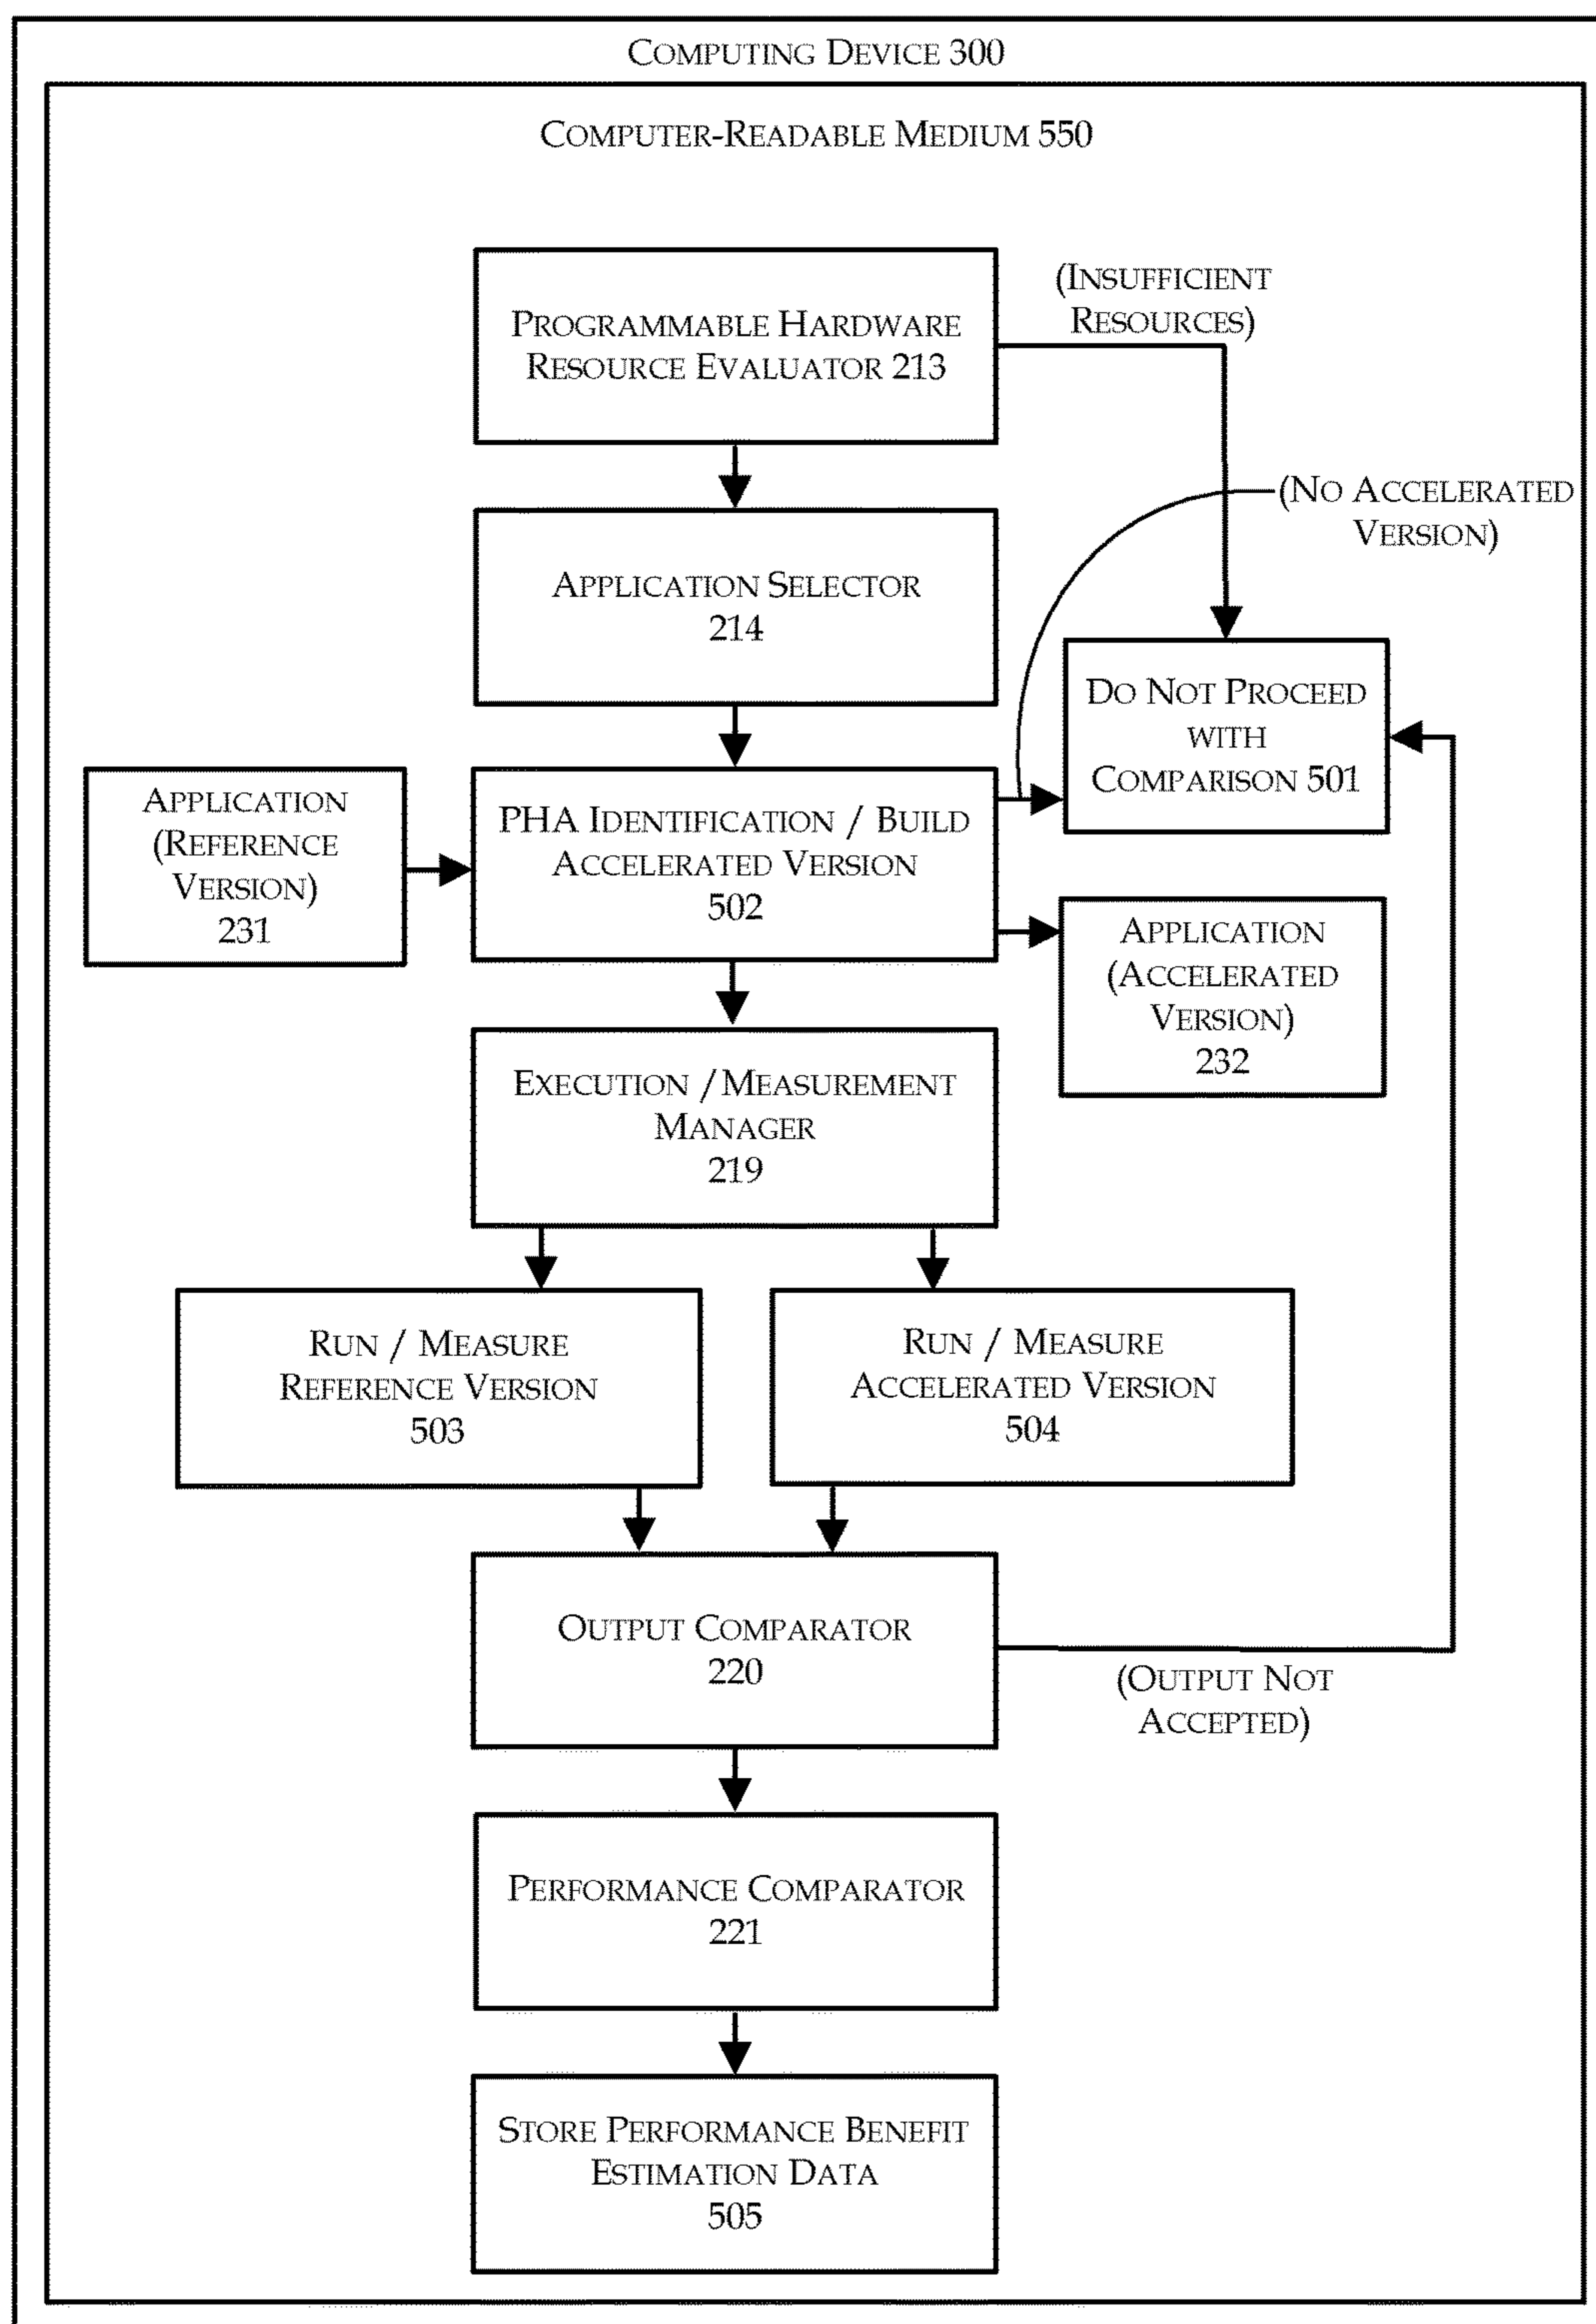 COMPUTING DEVICE 300
COMPUTER-READABLE MEDIUM 550
PROGRAMMABLE HARDWARE
RESOURCE EVALUATOR 213
(INSUFFICIENT
RESOURCES)
APPLICATION SELECTOR
214
(NO ACCELERATED
VERSION)
DO NOT PROCEED
WITH
COMPARISON 501
APPLICATION
(REFERENCE
VERSION)
231
PHA IDENTIFICATION / BUILD
ACCELERATED VERSION
502
APPLICATION
(ACCELERATED
VERSION)
232
EXECUTION /MEASUREMENT
MANAGER
219
RUN / MEASURE
REFERENCE VERSION
503
RUN / MEASURE
ACCELERATED VERSION
504
OUTPUT COMPARATOR
220
(OUTPUT NOT
ACCEPTED)
PERFORMANCE COMPARATOR
221
STORE PERFORMANCE BENEFIT
ESTIMATION DATA
505